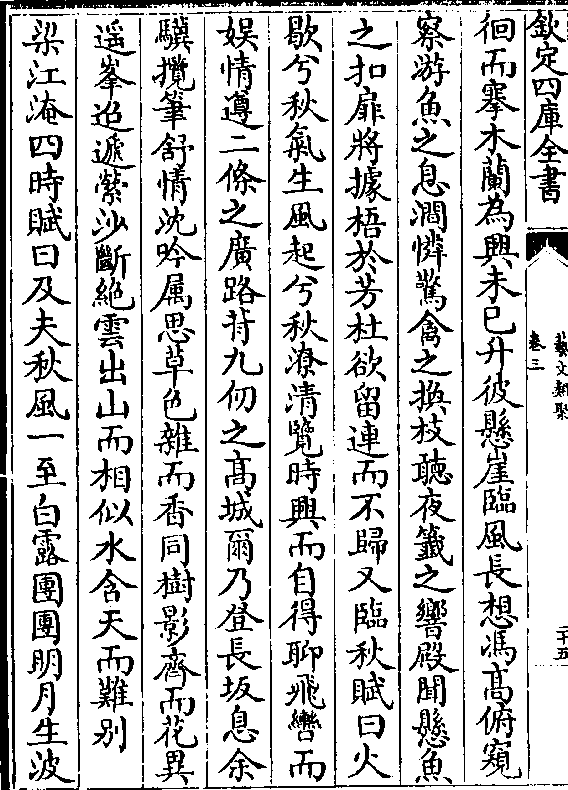 欽定四庫全書
藝文類聚
卷三
二十五
徊而搴木蘭為興未已升彼懸崖臨風長想馮髙俯窺
察游魚之息澗憐驚禽之換枝聽夜籤之響殿聞懸魚
之扣扉將據梧於芳杜欲留連而不歸又臨秋賦曰火
歇兮秋氣生風起兮秋潦清覽時興而自得聊飛轡而
娯情遵二條之廣路背九仞之髙城爾乃登長坂息余
驥攬筆舒情沈吟属思草色雜而香同樹影齊而花異
遥峯迢遞縈沙斷絶雲出山而相似水含天而難别
梁江淹四時賦曰及夫秋風一至白露團團明月生波